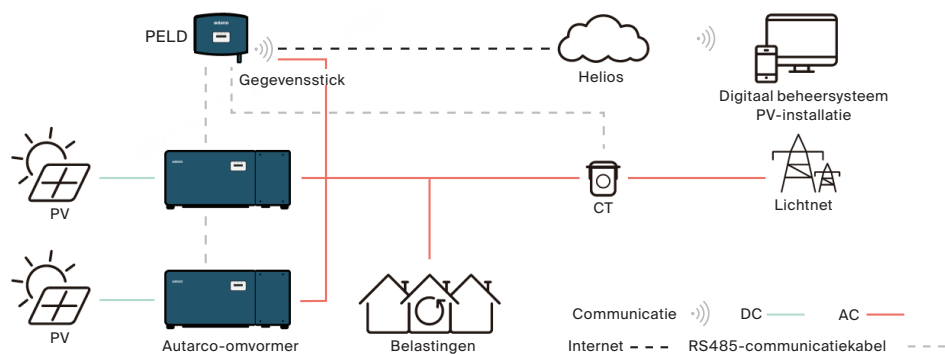 PELD
Gegevensstick
Helios
Digitaal beheersysteem
PV-installatie
PV
CT
Lichtnet
PV
Autarco-omvormer
Belastingen
Communicatie
DC
AC
Internet
RS485-communicatiekabel